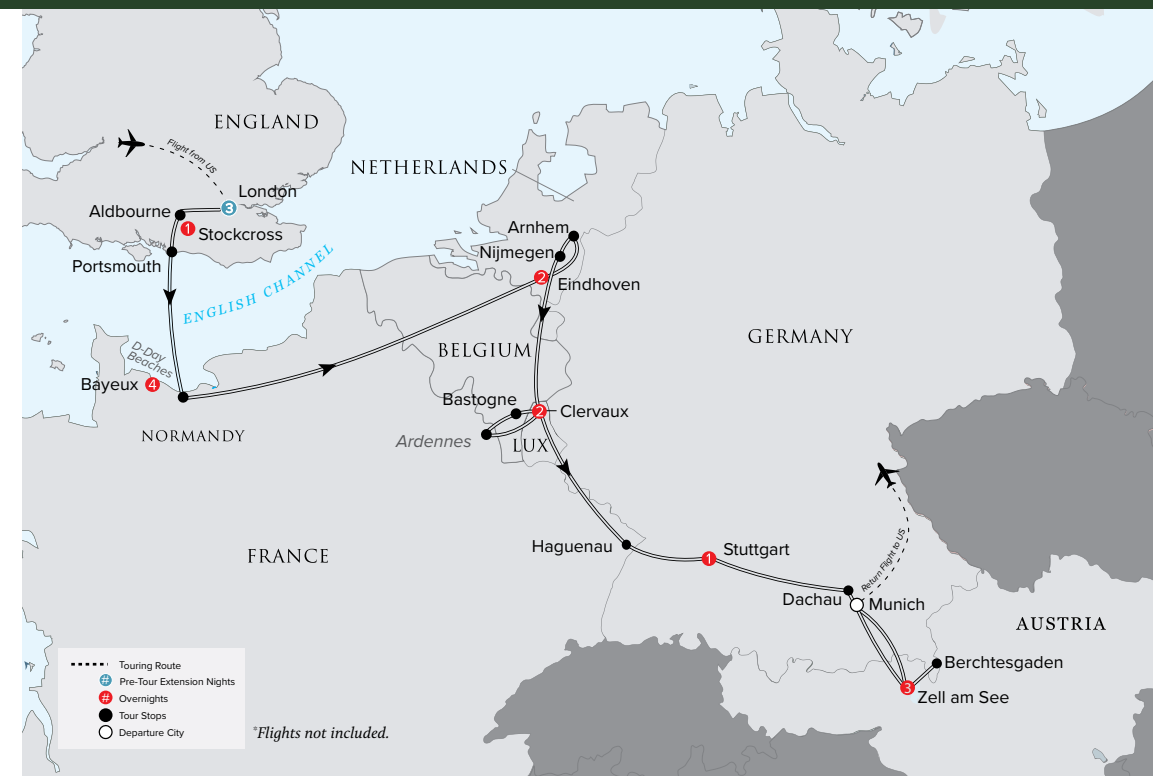 ENGLAND
Flight from US
NETHERLANDS
London
3
Aldbourne
1
Stockcross
Arnhem
Nijmegen
Portsmouth
ENGLISH CHANNEL
2
Eindhoven
GERMANY
D-Day
Beaches
BELGIUM
Bayeux
4
Bastogne
2
Clervaux
NORMANDY
Ardennes
LUX
Haguenau
1
Stuttgart
FRANCE
Return Flight to US
Dachau
Munich
AUSTRIA
Berchtesgaden
3
Zell am See
Touring Route
# Pre-Tour Extension Nights
# Overnights
Tour Stops
Departure City
*Flights not included.